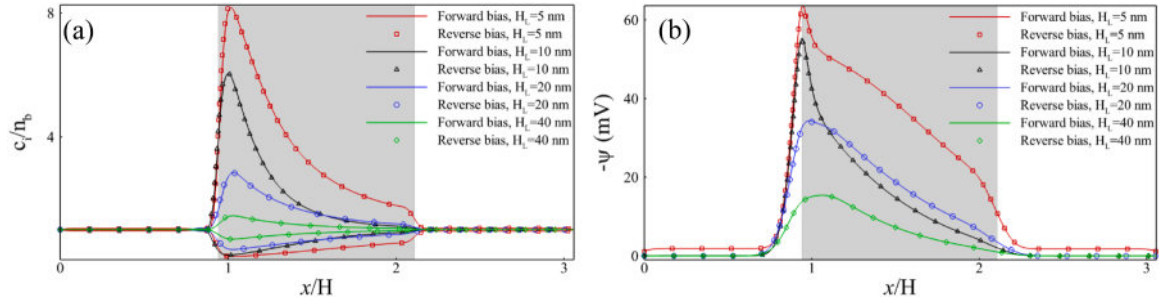 (a)
Forward bias, H_L=5 nm
Reverse bias, H_L=5 nm
Forward bias, H_L=10 nm
Reverse bias, H_L=10 nm
Forward bias, H_L=20 nm
Reverse bias, H_L=20 nm
Forward bias, H_L=40 nm
Reverse bias, H_L=40 nm
8
4
c_i/n_b
0 1 2 3
x/H
(b)
Forward bias, H_L=5 nm
Reverse bias, H_L=5 nm
Forward bias, H_L=10 nm
Reverse bias, H_L=10 nm
Forward bias, H_L=20 nm
Reverse bias, H_L=20 nm
Forward bias, H_L=40 nm
Reverse bias, H_L=40 nm
60
40
20
0
-ψ (mV)
0 1 2 3
x/H